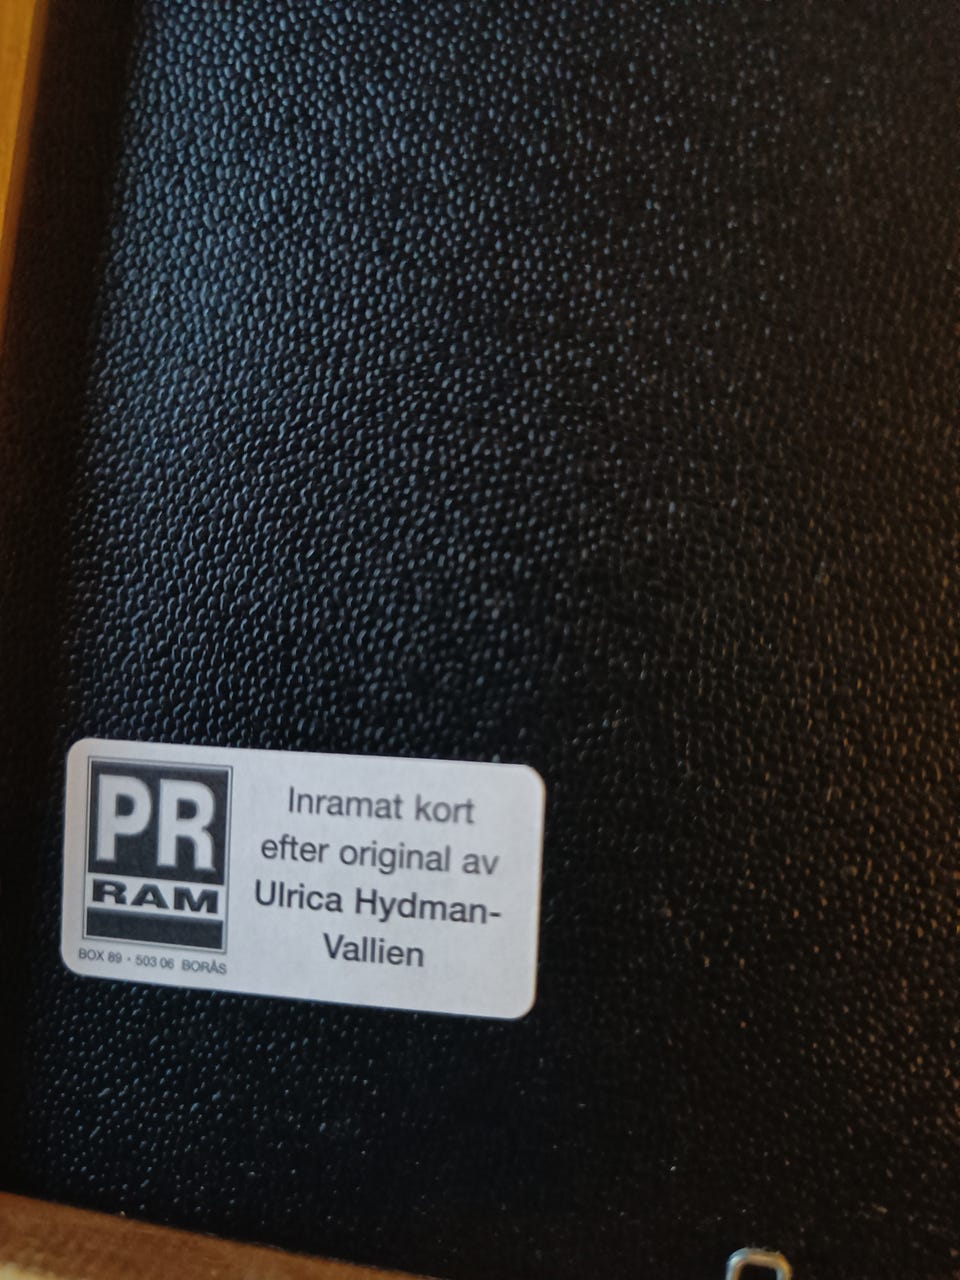 PR
RAM
BOX 89 • 503 06 BORÅS
Inramat kort
efter original av
Ulrica Hydman-
Vallien